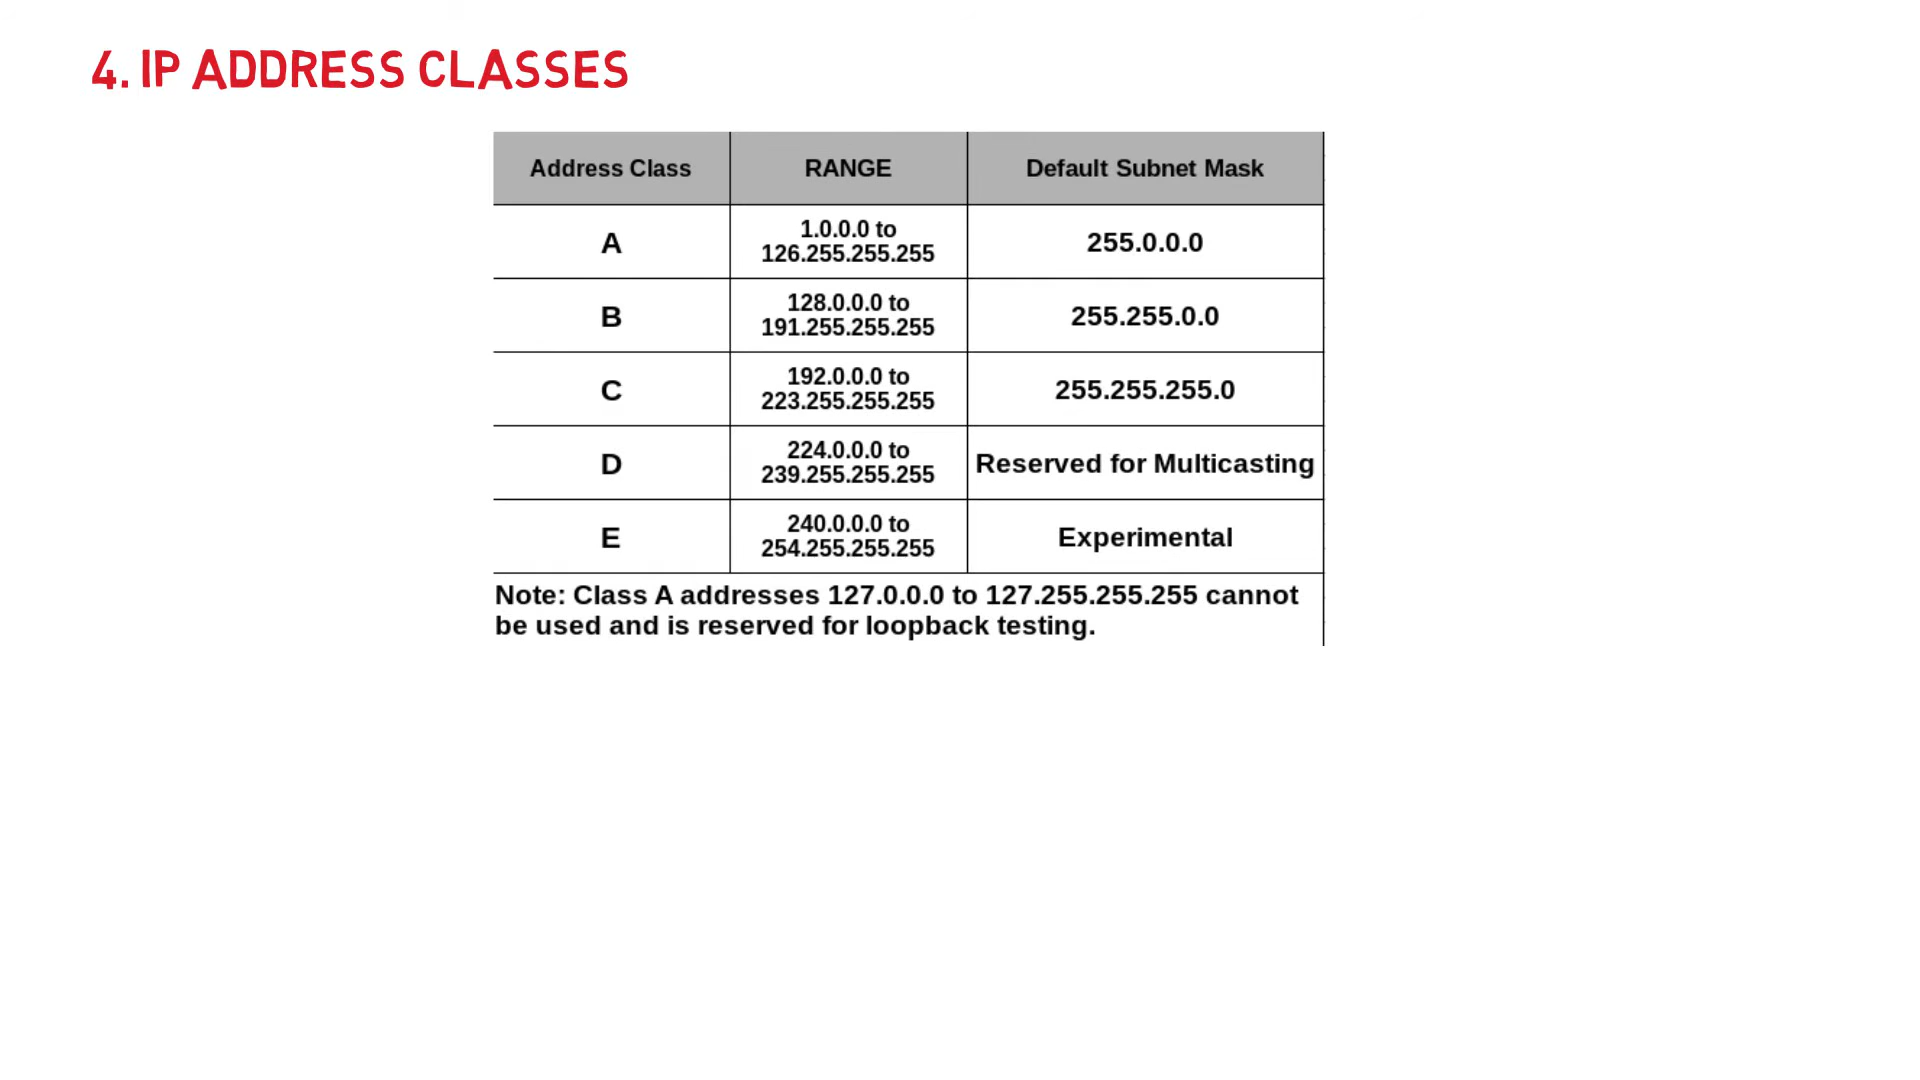 4. IP ADDRESS CLASSES
Address Class RANGE Default Subnet Mask
A 1.0.0.0 to 126.255.255.255 255.0.0.0
B 128.0.0.0 to 191.255.255.255 255.255.0.0
C 192.0.0.0 to 223.255.255.255 255.255.255.0
D 224.0.0.0 to 239.255.255.255 Reserved for Multicasting
E 240.0.0.0 to 254.255.255.255 Experimental
Note: Class A addresses 127.0.0.0 to 127.255.255.255 cannot
be used and is reserved for loopback testing.